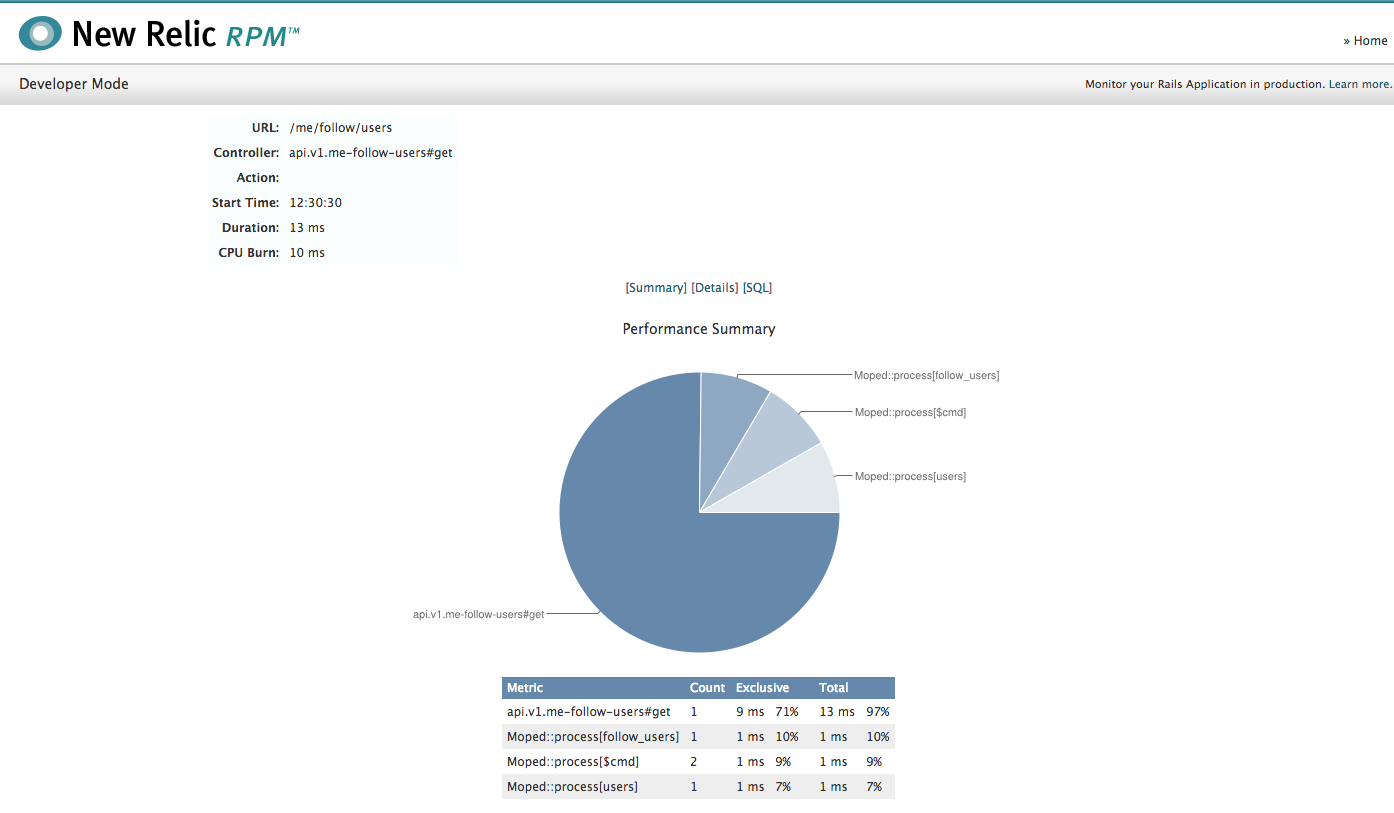 New Relic RPM™
» Home
Developer Mode
Monitor your Rails Application in production. Learn more.
URL: /me/follow/users
Controller: api.v1.me-follow-users#get
Action:
Start Time: 12:30:30
Duration: 13 ms
CPU Burn: 10 ms
[Summary] [Details] [SQL]
Performance Summary
Moped::process[follow_users]
Moped::process[$cmd]
Moped::process[users]
api.v1.me-follow-users#get
Metric Count Exclusive Total
api.v1.me-follow-users#get 1 9 ms 71% 13 ms 97%
Moped::process[follow_users] 1 1 ms 10% 1 ms 10%
Moped::process[$cmd] 2 1 ms 9% 1 ms 9%
Moped::process[users] 1 1 ms 7% 1 ms 7%